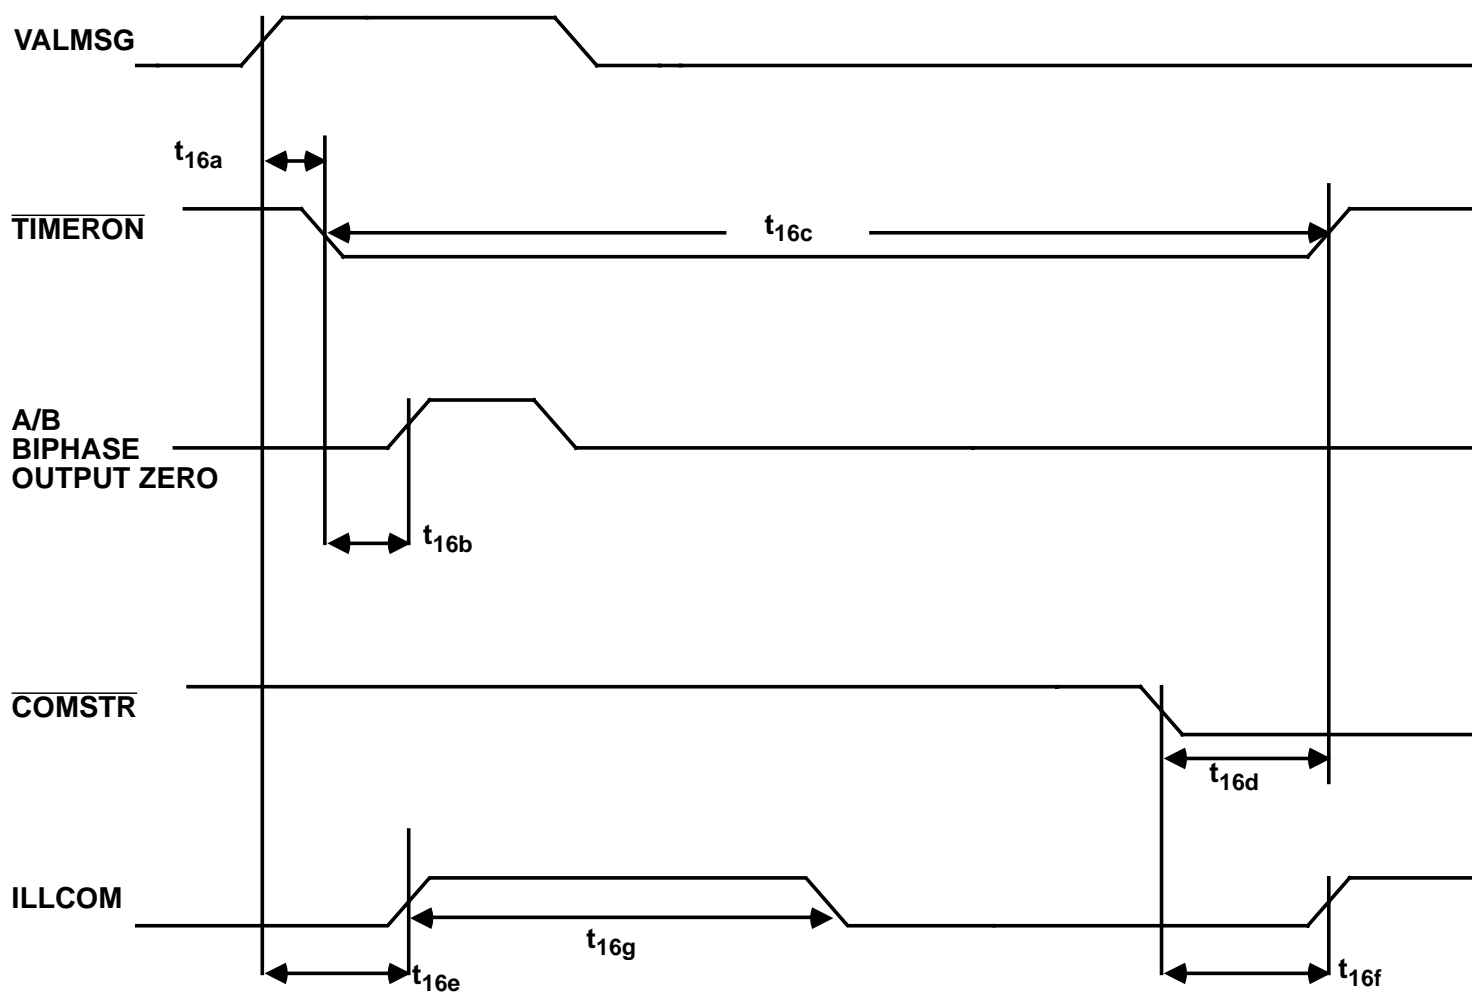 VALMSG
t16a
TIMERON
t16c
A/B
BIPHASE
OUTPUT ZERO
t16b
COMSTR
t16d
ILLCOM
t16g
t16e
t16f